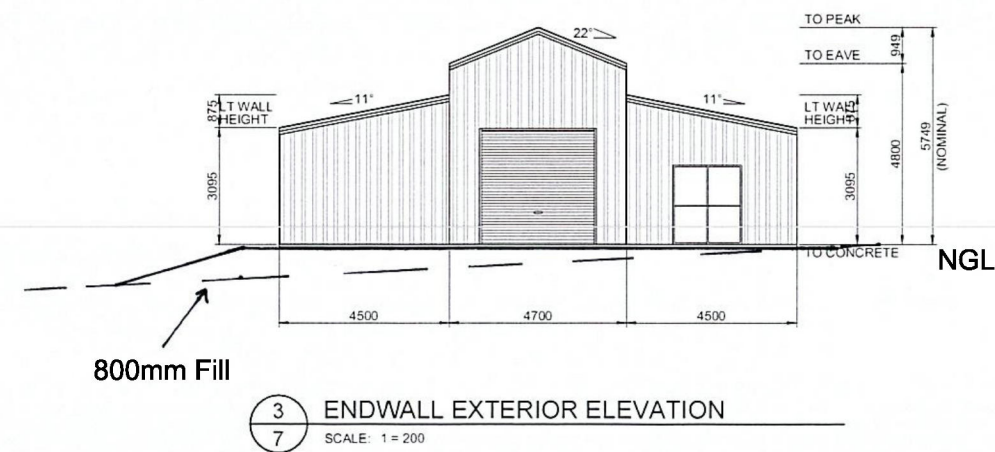 TO PEAK
22°
949
TO EAVE
11°
11°
875
LT WALL
HEIGHT
LT WALL
HEIGHT
875
5749
(NOMINAL)
4800
3095
3095
TO CONCRETE
NGL
4500
4700
4500
800mm Fill
3
7
ENDWALL EXTERIOR ELEVATION
SCALE: 1 = 200